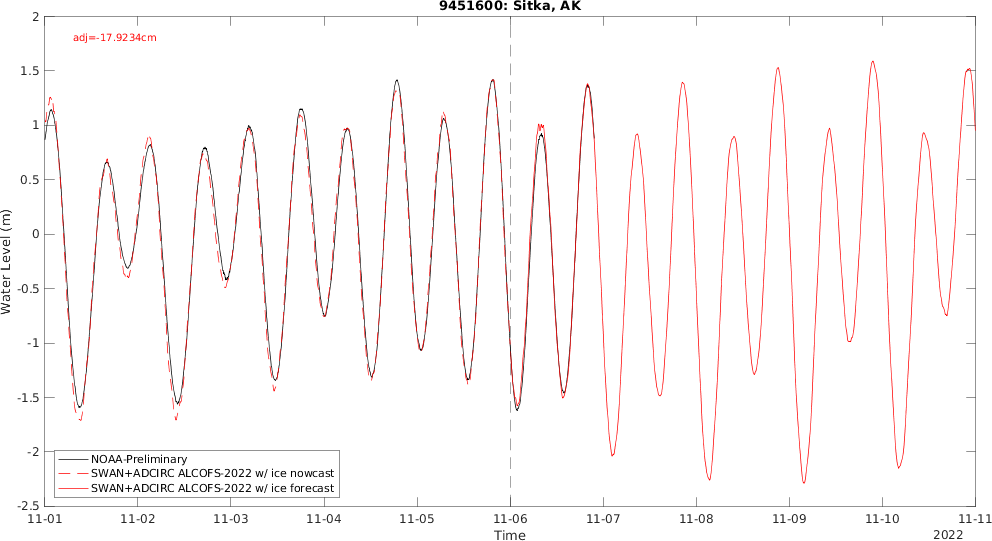 9451600: Sitka, AK
adj=-17.9234cm
2
1.5
1
0.5
0
-0.5
-1
-1.5
-2
-2.5
Water Level (m)
NOAA-Preliminary
SWAN+ADCIRC ALCOFS-2022 w/ ice nowcast
SWAN+ADCIRC ALCOFS-2022 w/ ice forecast
11-01 11-02 11-03 11-04 11-05 11-06 11-07 11-08 11-09 11-10 11-11
Time
2022